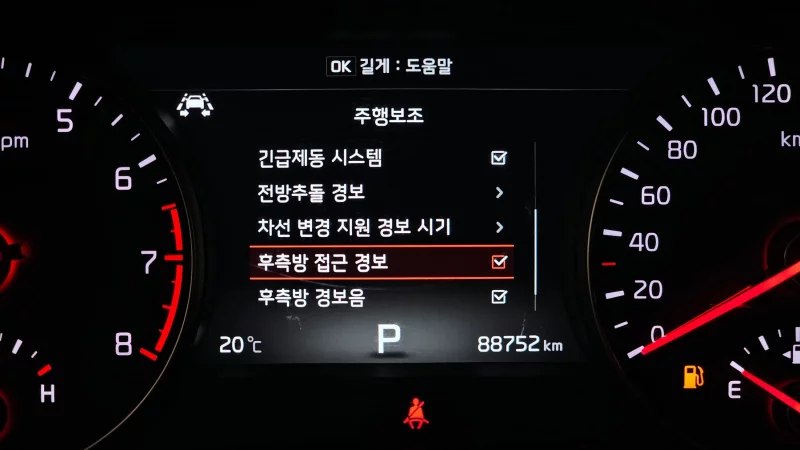 OK 길게 : 도움말
주행보조
긴급제동 시스템
전방추돌 경보
차선 변경 지원 경보 시기
후측방 접근 경보
후측방 경보음
20℃ P 88752 km
pm
5
6
7
8
H
120
100
80
60
40
20
0
km
E